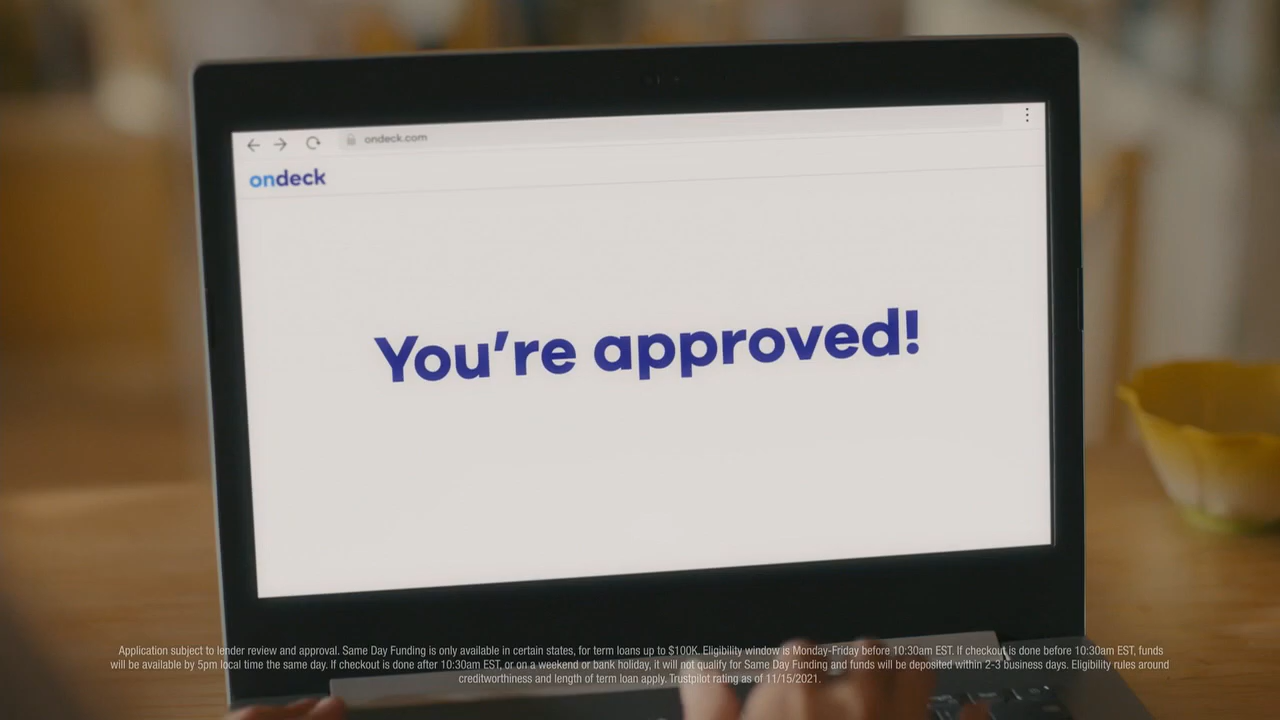 ondeck.com
ondeck
You're approved!
Application subject to lender review and approval. Same Day Funding is only available in certain states, for term loans up to $100K. Eligibility window is Monday-Friday before 10:30am EST. If checkout is done before 10:30am EST, funds
will be available by 5pm local time the same day. If checkout is done after 10:30am EST, or on a weekend or bank holiday, it will not qualify for Same Day Funding and funds will be deposited within 2-3 business days. Eligibility rules around
creditworthiness and length of term loan apply. Trustpilot rating as of 11/15/2021.